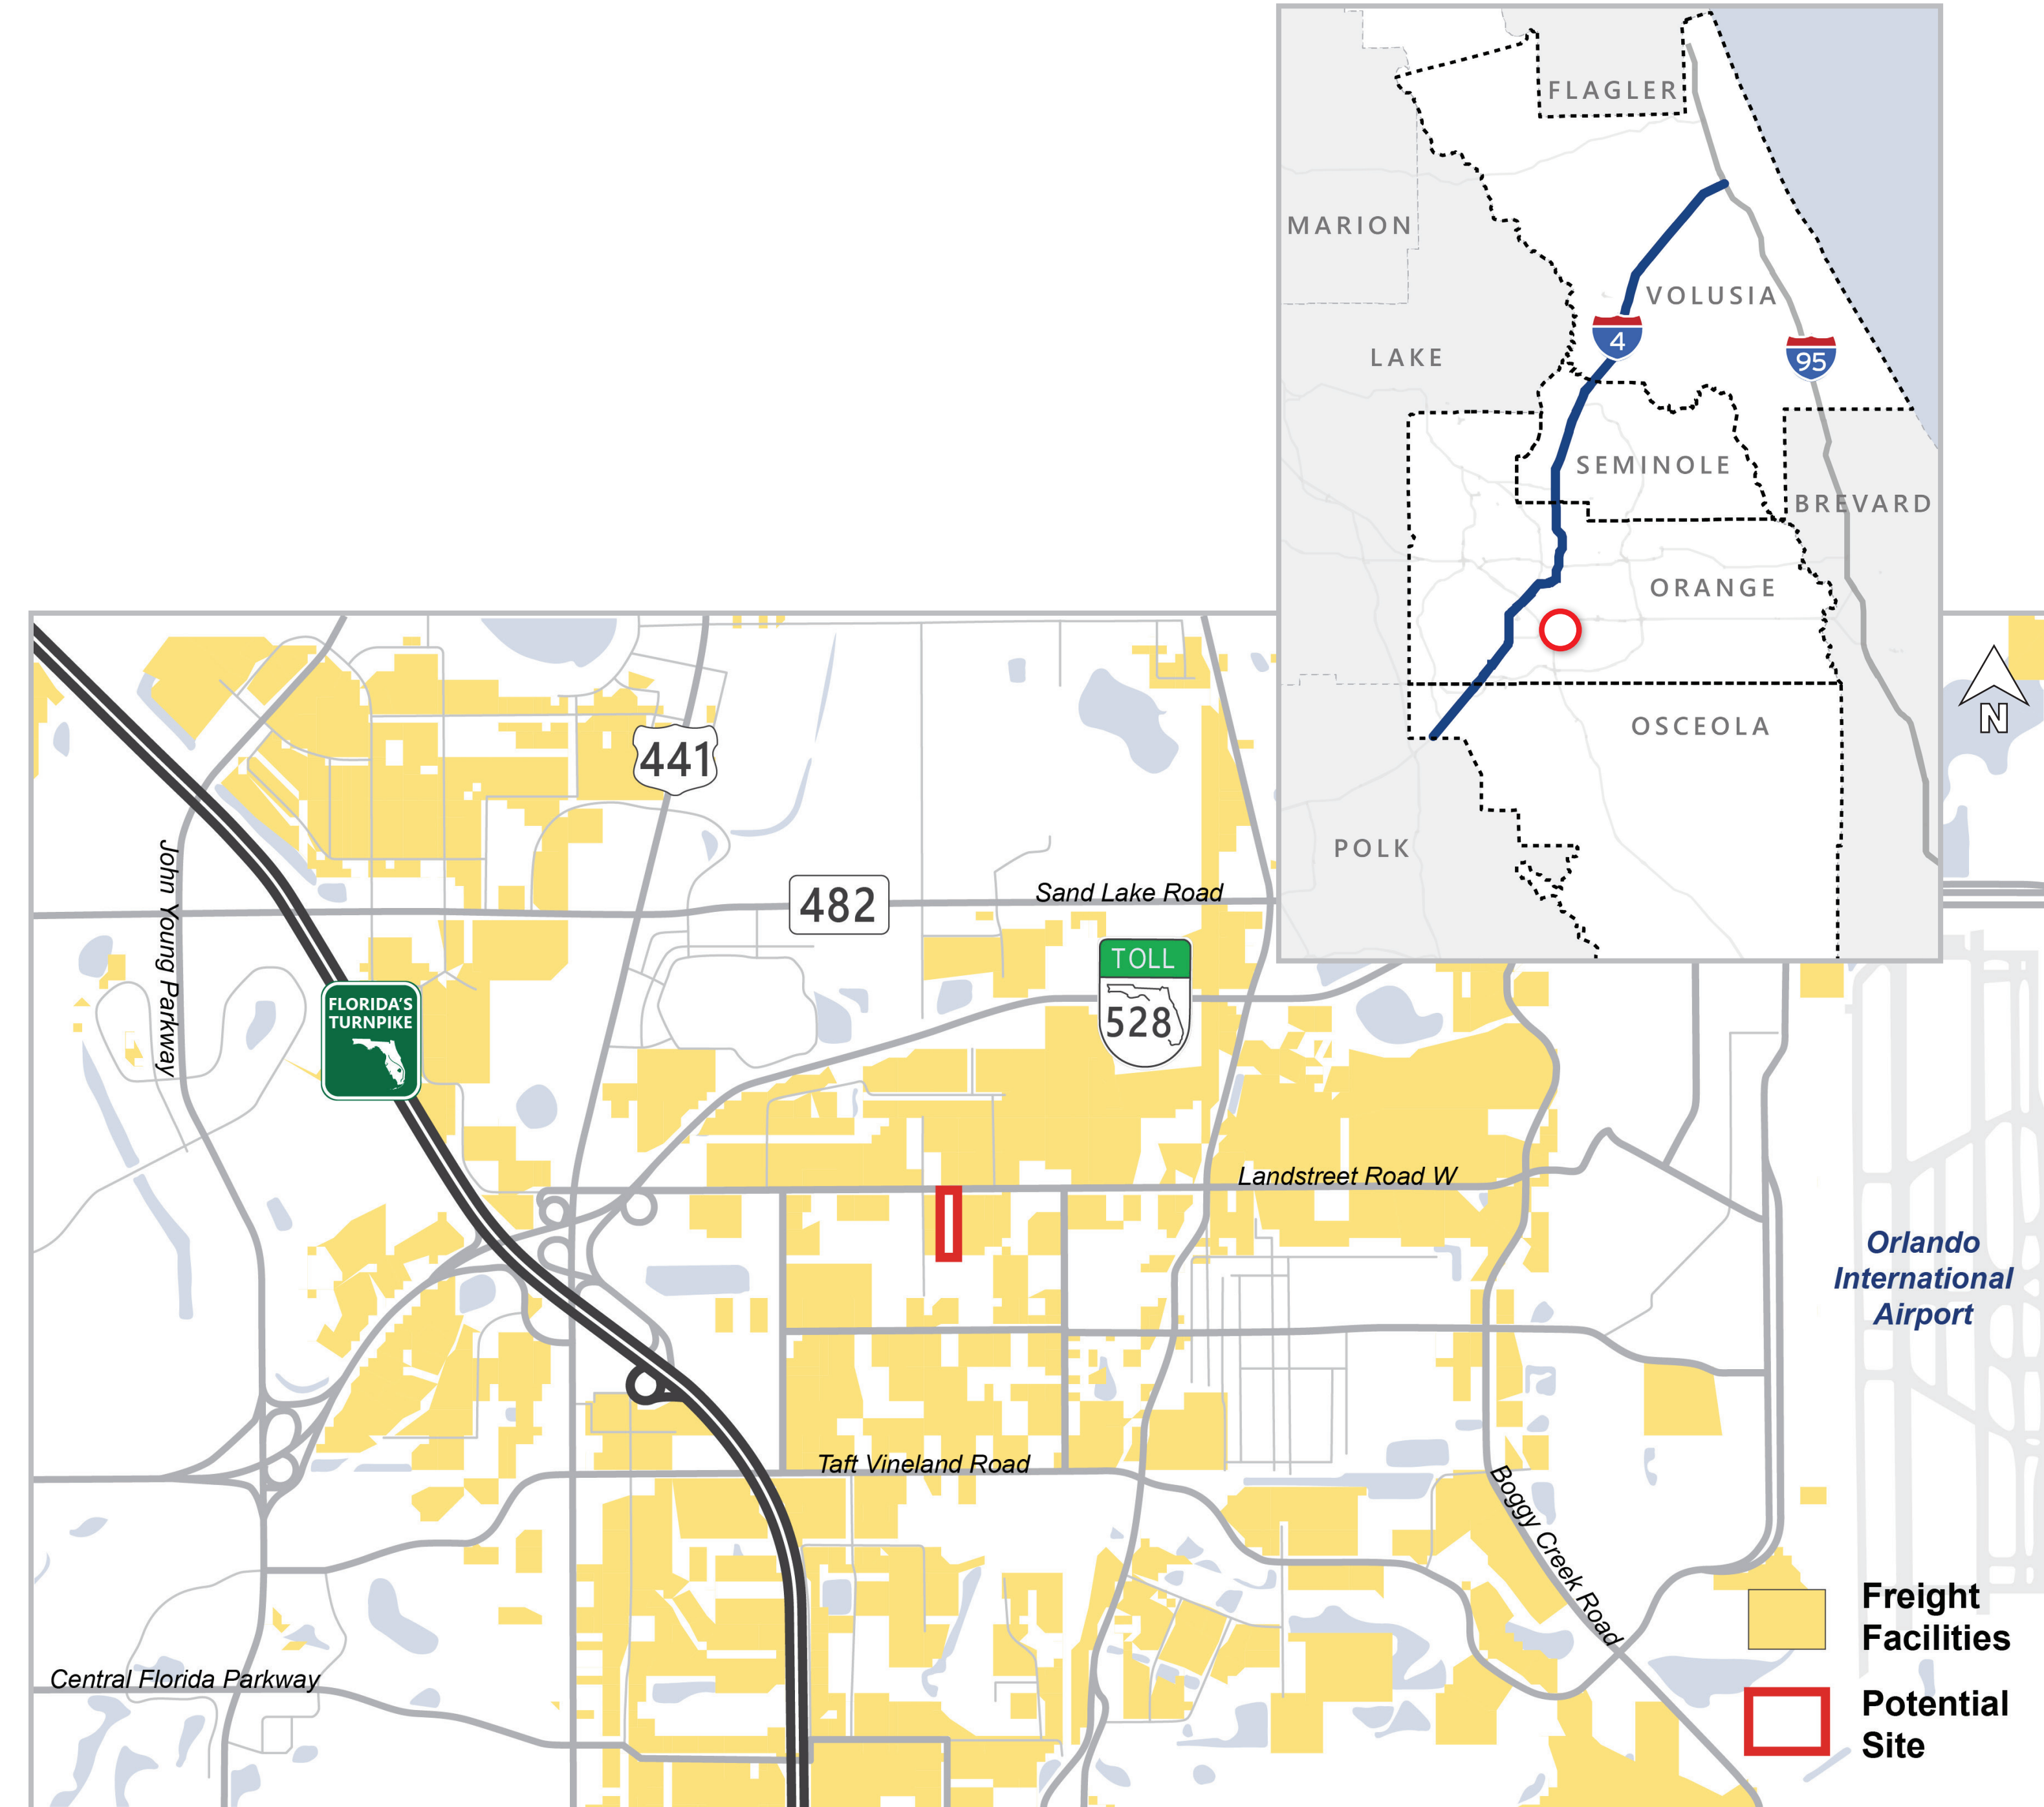 FLAGLER
MARION
VOLUSIA
4
95
LAKE
SEMINOLE
BREVARD
ORANGE
OSCEOLA
POLK
N
441
John Young Parkway
482
Sand Lake Road
TOLL
528
FLORIDA'S
TURNPIKE
Landstreet Road W
Orlando
International
Airport
Taft Vineland Road
Boggy Creek Road
Central Florida Parkway
Freight
Facilities
Potential
Site